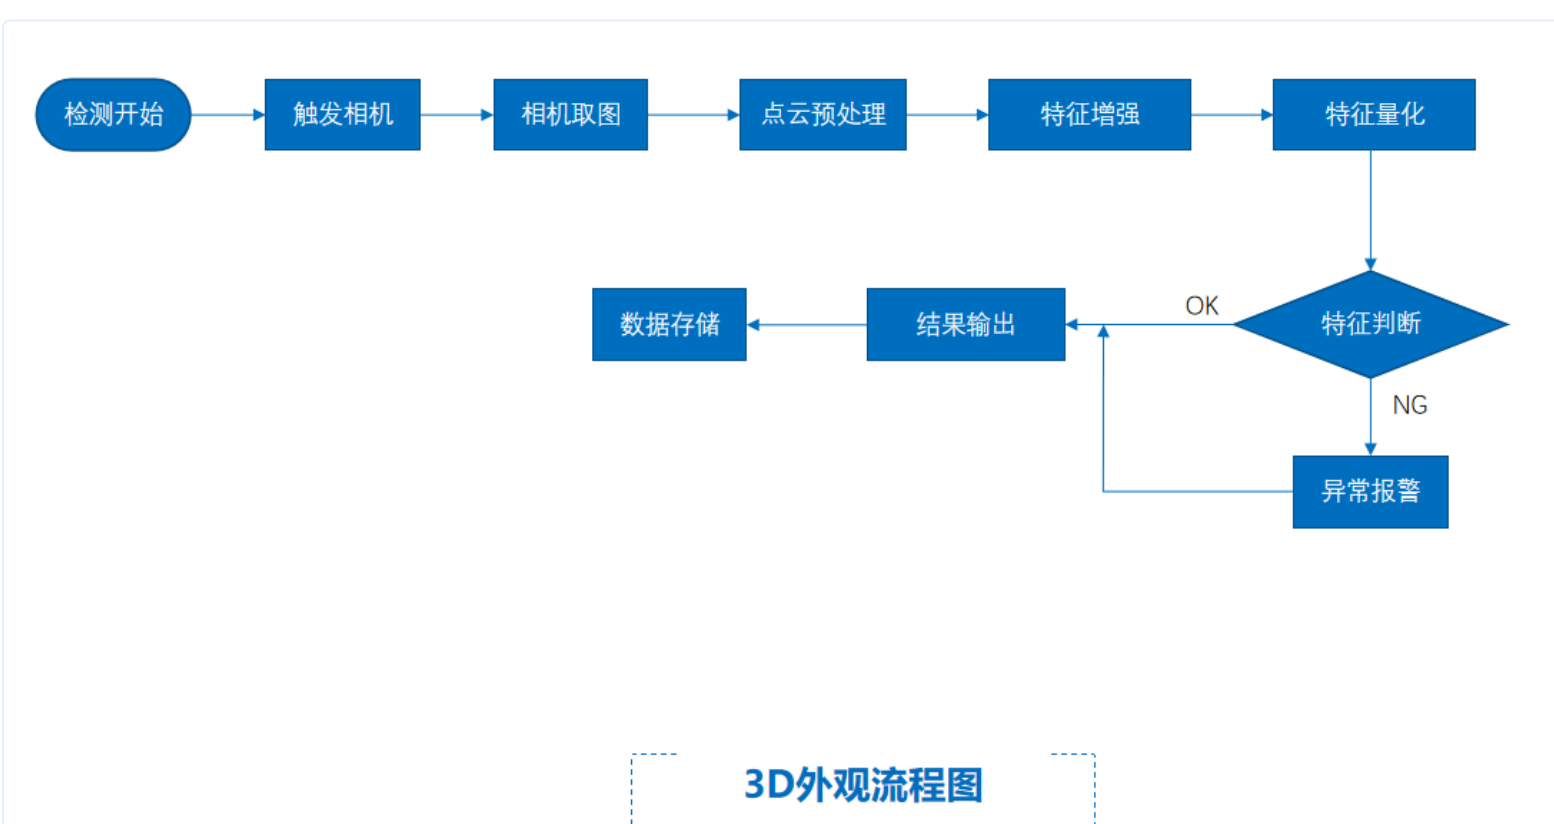 检测开始
触发相机
相机取图
点云预处理
特征增强
特征量化
特征判断
OK
结果输出
数据存储
NG
异常报警
3D外观流程图